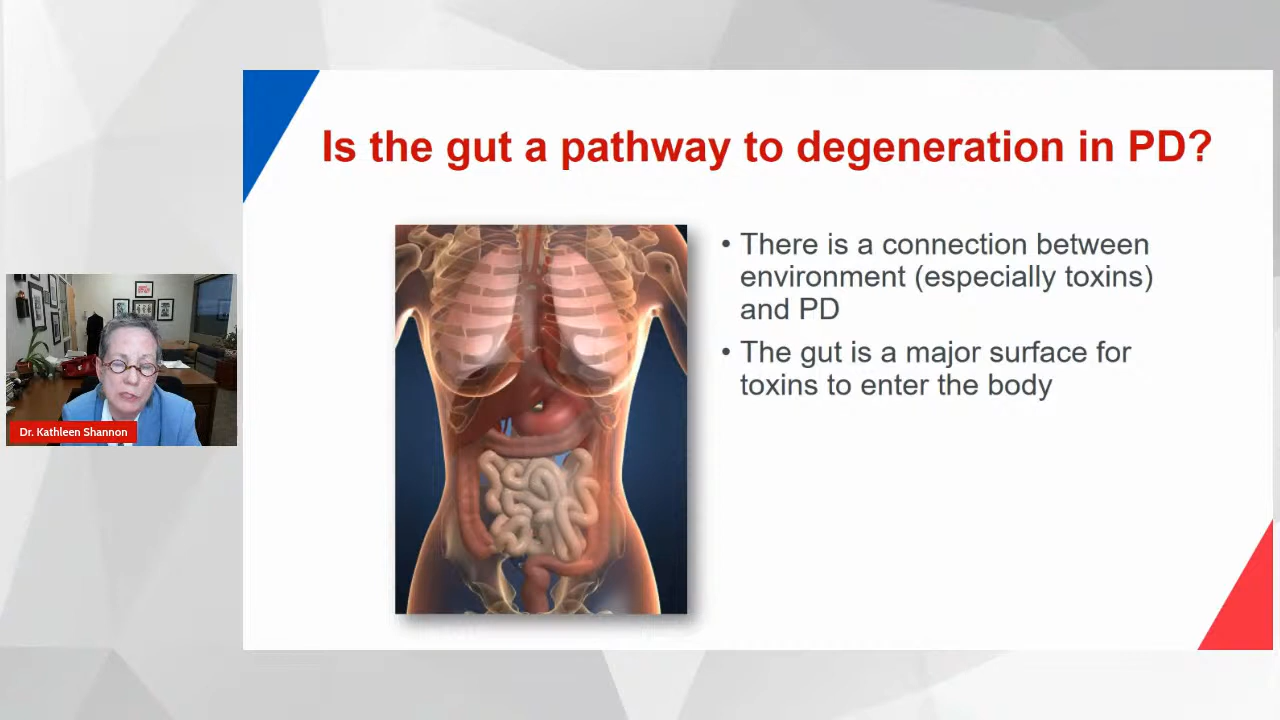 Is the gut a pathway to degeneration in PD?
• There is a connection between
environment (especially toxins)
and PD
• The gut is a major surface for
toxins to enter the body
Dr. Kathleen Shannon